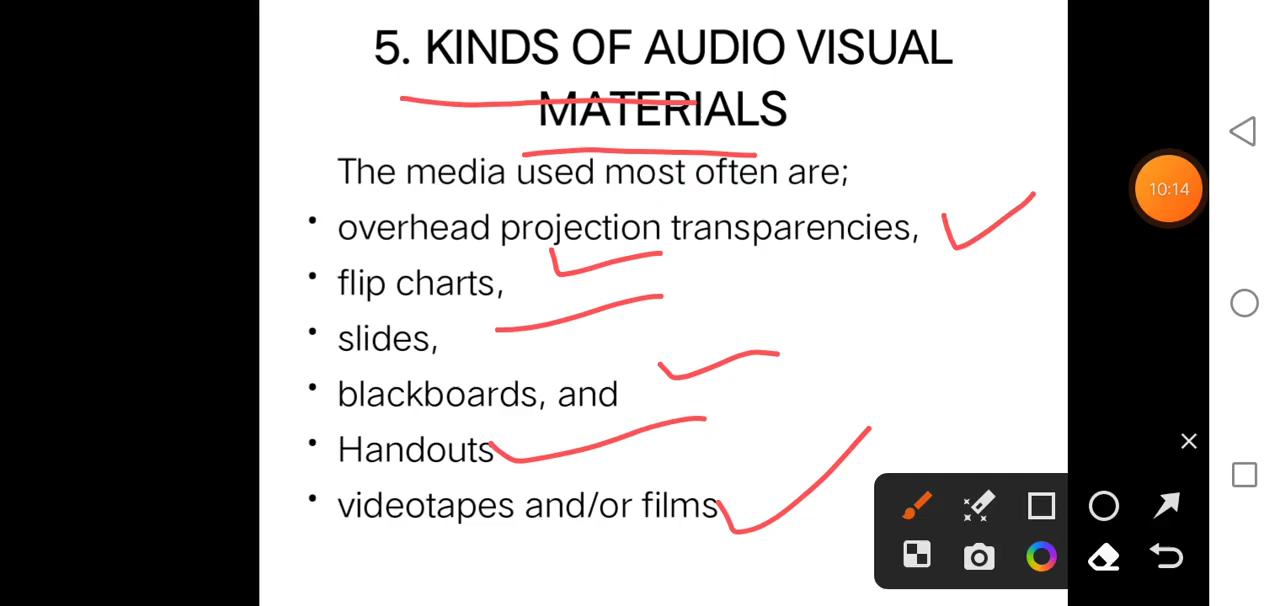 5. KINDS OF AUDIO VISUAL
MATERIALS
The media used most often are;
• overhead projection transparencies,
• flip charts,
• slides,
• blackboards, and
• Handouts
• videotapes and/or films
10:14